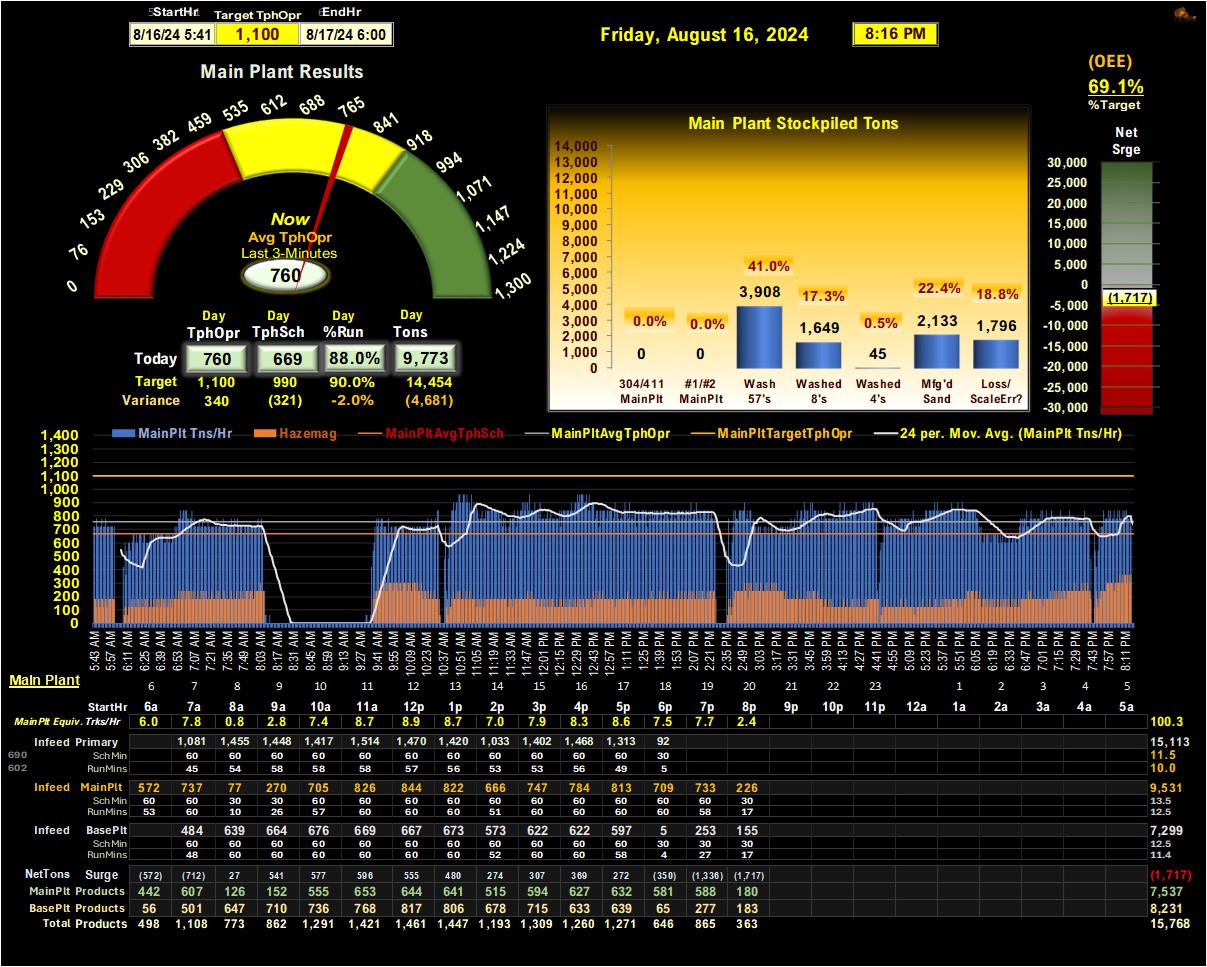 StartHr Target TphOpr EndHr
8/16/24 5:41 1,100 8/17/24 6:00
Friday, August 16, 2024 8:16 PM
Main Plant Results
0 76 153 229 306 382 459 535 612 688 765 841 918 994 1,071 1,147 1,224 1,300
Now
Avg TphOpr
Last 3-Minutes
760
Day Day Day Day
TphOpr TphSch %Run Tons
Today 760 669 88.0% 9,773
Target 1,100 990 90.0% 14,454
Variance 340 (321) -2.0% (4,681)
Main Plant Stockpiled Tons
14,000
13,000
12,000
11,000
10,000
9,000
8,000
7,000
6,000
5,000
4,000
3,000
2,000
1,000
0
0.0% 0.0% 41.0% 17.3% 0.5% 22.4% 18.8%
0 0 3,908 1,649 45 2,133 1,796
304/411 #1/#2 Wash Washed Washed Mfg'd Loss/
MainPlt MainPlt 57's 8's 4's Sand ScaleErr?
(OEE)
69.1%
%Target
Net
Srge
30,000
25,000
20,000
15,000
10,000
5,000
0
-5,000
-10,000
-15,000
-20,000
-25,000
-30,000
(1,717)
MainPlt Tns/Hr Hazemag MainPltAvgTphSch MainPltAvgTphOpr MainPltTargetTphOpr 24 per. Mov. Avg. (MainPlt Tns/Hr)
1,400
1,300
1,200
1,100
1,000
900
800
700
600
500
400
300
200
100
0
5:43 AM 5:57 AM 6:11 AM 6:25 AM 6:39 AM 6:53 AM 7:07 AM 7:21 AM 7:35 AM 7:49 AM 8:03 AM 8:17 AM 8:31 AM 8:45 AM 8:59 AM 9:13 AM 9:27 AM 9:41 AM 9:55 AM 10:09 AM 10:23 AM 10:37 AM 10:51 AM 11:05 AM 11:19 AM 11:33 AM 11:47 AM 12:01 PM 12:15 PM 12:29 PM 12:43 PM 12:57 PM 1:11 PM 1:25 PM 1:39 PM 1:53 PM 2:07 PM 2:21 PM 2:35 PM 2:49 PM 3:03 PM 3:17 PM 3:31 PM 3:45 PM 3:59 PM 4:13 PM 4:27 PM 4:41 PM 4:55 PM 5:09 PM 5:23 PM 5:37 PM 5:51 PM 6:05 PM 6:19 PM 6:33 PM 6:47 PM 7:01 PM 7:15 PM 7:29 PM 7:43 PM 7:57 PM 8:11 PM
Main Plant
6 7 8 9 10 11 12 13 14 15 16 17 18 19 20 21 22 23 1 2 3 4 5
StartHr 6a 7a 8a 9a 10a 11a 12p 1p 2p 3p 4p 5p 6p 7p 8p 9p 10p 11p 12a 1a 2a 3a 4a 5a
MainPlt Equiv. Trks/Hr 6.0 7.8 0.8 2.8 7.4 8.7 8.9 8.7 7.0 7.9 8.3 8.6 7.5 7.7 2.4 100.3
Infeed Primary 1,081 1,455 1,448 1,417 1,514 1,470 1,420 1,033 1,402 1,468 1,313 92 15,113
690 SchMin 60 60 60 60 60 60 60 60 60 60 60 30 11.5
602 RunMins 45 54 58 58 58 57 56 53 53 56 49 5 10.0
Infeed MainPlt 572 737 77 270 705 826 844 822 666 747 784 813 709 733 226 9,531
SchMin 60 60 30 30 60 60 60 60 60 60 60 60 60 60 30 13.5
RunMins 53 60 10 26 57 60 60 60 51 60 60 60 60 58 17 12.5
Infeed BasePlt 484 639 664 676 669 667 673 573 622 622 597 5 253 155 7,299
SchMin 60 60 60 60 60 60 60 60 60 60 60 30 30 30 12.5
RunMins 48 60 60 60 60 60 60 52 60 60 58 4 27 17 11.4
NetTons Surge (572) (712) 27 541 577 596 555 480 274 307 369 272 (350) (1,336) (1,717) (1,717)
MainPlt Products 442 607 126 152 555 653 644 641 515 594 627 632 581 588 180 7,537
BasePlt Products 56 501 647 710 736 768 817 806 678 715 633 639 65 277 183 8,231
Total Products 498 1,108 773 862 1,291 1,421 1,461 1,447 1,193 1,309 1,260 1,271 646 865 363 15,768